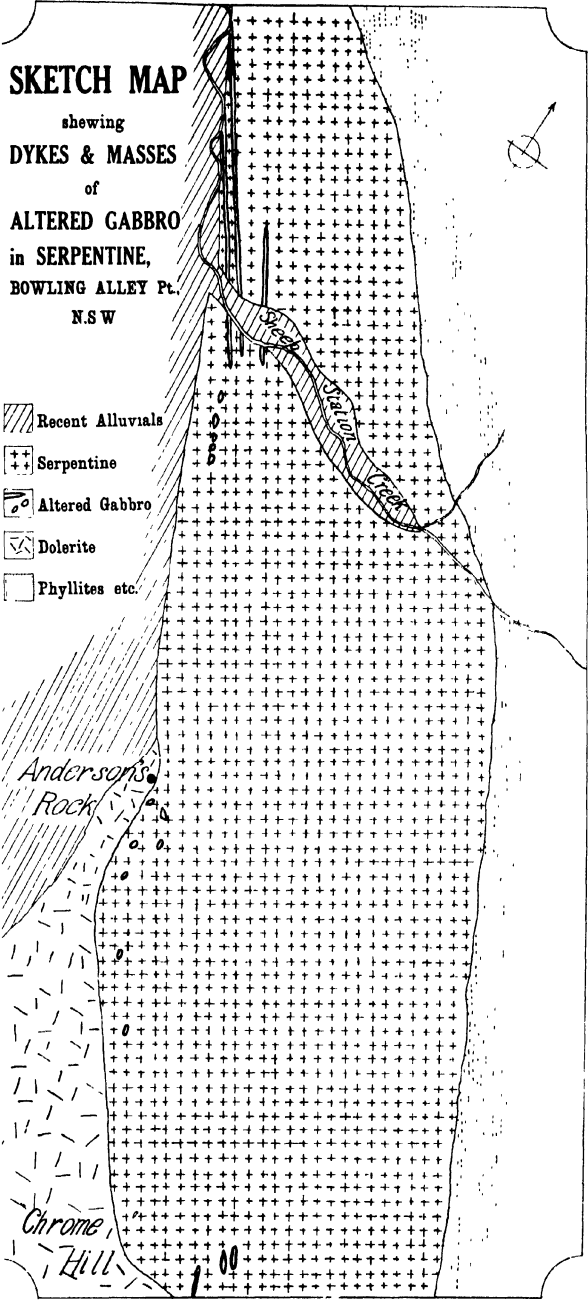 SKETCH MAP
shewing
DYKES & MASSES
of
ALTERED GABBRO
in SERPENTINE,
BOWLING ALLEY Pt.,
N.S W
Recent Alluvials
Serpentine
Altered Gabbro
Dolerite
Phyllites etc.
Sheep
Station
Creek
Anderson's
Rock
Chrome
Hill